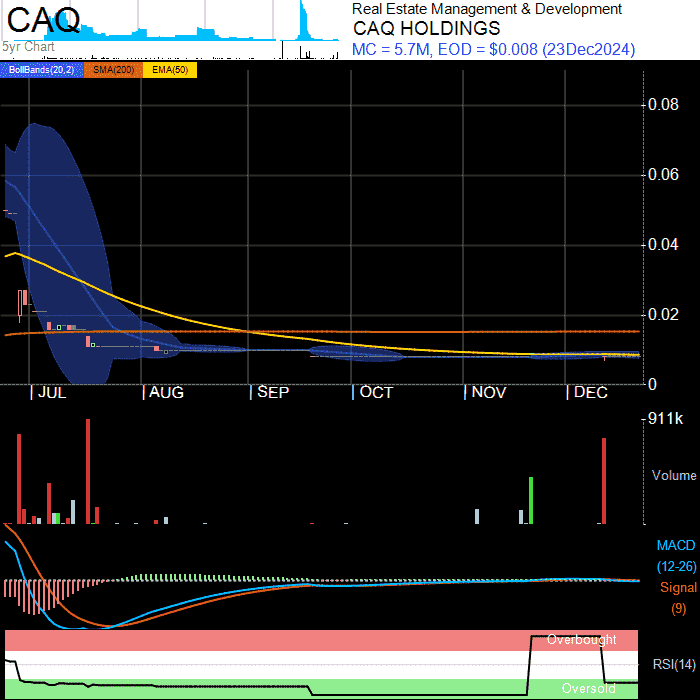 CAQ
5yr Chart
Real Estate Management & Development
CAQ HOLDINGS
MC = 5.7M, EOD = $0.008 (23Dec2024)
BollBands(20,2) SMA(200) EMA(50)
0.08
0.06
0.04
0.02
0
JUL AUG SEP OCT NOV DEC
911k
Volume
MACD
(12-26)
Signal
(9)
Overbought
RSI(14)
Oversold